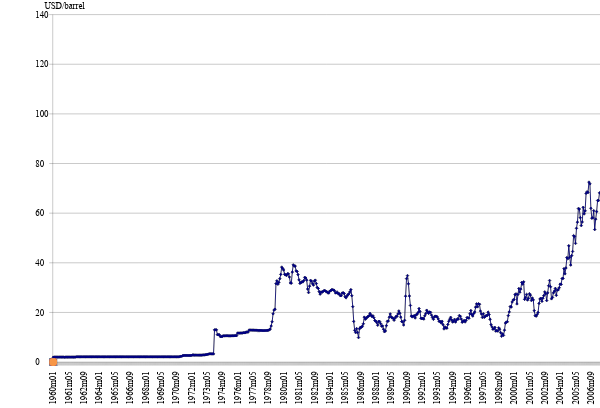 USD/barrel
140
120
100
80
60
40
20
0
1960m01
1961m05
1962m09
1964m01
1965m05
1966m09
1968m01
1969m05
1970m09
1972m01
1973m05
1974m09
1976m01
1977m05
1978m09
1980m01
1981m05
1982m09
1984m01
1985m05
1986m09
1988m01
1989m05
1990m09
1992m01
1993m05
1994m09
1996m01
1997m05
1998m09
2000m01
2001m05
2002m09
2004m01
2005m05
2006m09